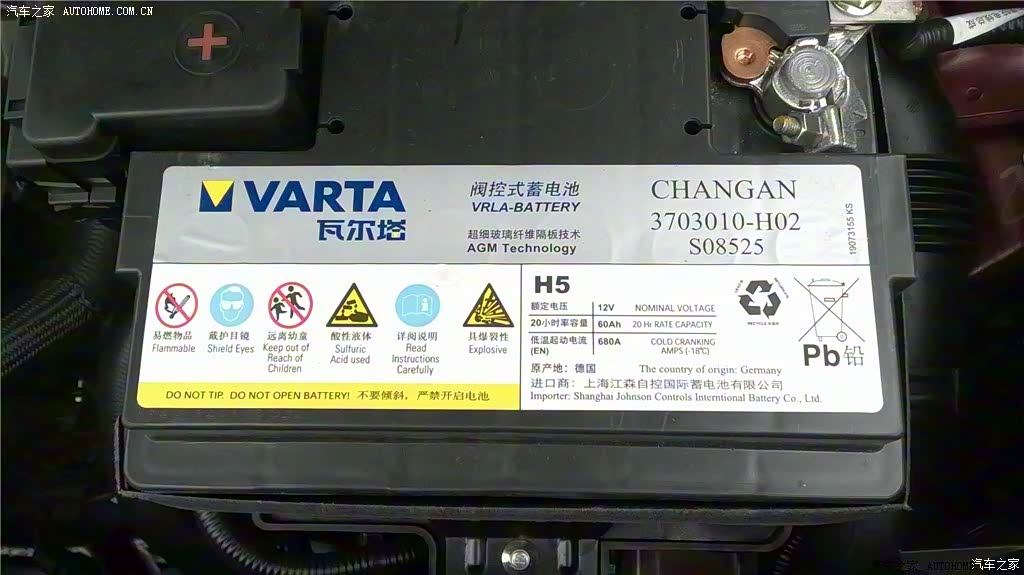 汽车之家 AUTOHOME.COM.CN
VARTA
瓦尔塔
阀控式蓄电池
VRLA-BATTERY
超细玻璃纤维隔板技术
AGM Technology
CHANGAN
3703010-H02
S08525
19073155 KS
易燃物品
Flammable
戴护目镜
Shield Eyes
远离幼童
Keep out of
Reach of
Children
酸性液体
Sulfuric
Acid used
详阅说明
Read
Instructions
Carefully
具爆裂性
Explosive
DO NOT TIP. DO NOT OPEN BATTERY! 不要倾斜，严禁开启电池
H5
额定电压 12V NOMINAL VOLTAGE
20小时率容量 60Ah 20 Hr RATE CAPACITY
低温起动电流 680A COLD CRANKING
(EN) AMPS (-18℃)
Pb 铅
原产地：德国 The country of origin: Germany
进口商：上海江森自控国际蓄电池有限公司
Importer: Shanghai Johnson Controls Interntional Battery Co., Ltd.
汽车之家